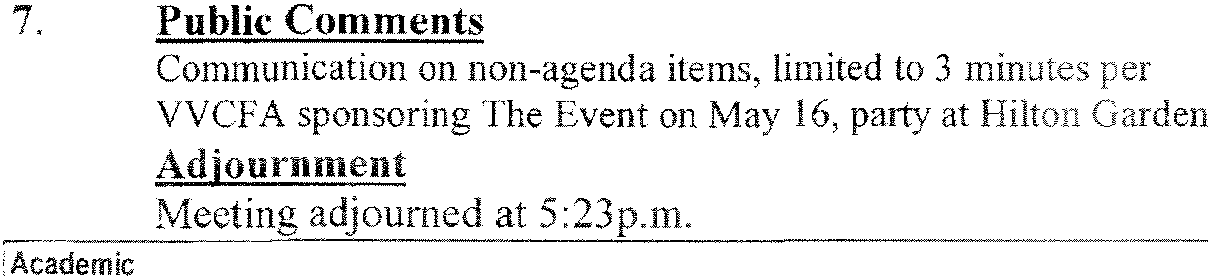 7. Public Comments
Communication on non-agenda items, limited to 3 minutes per
VVCFA sponsoring The Event on May 16, party at Hilton Garden
Adjournment
Meeting adjourned at 5:23p.m.
Academic